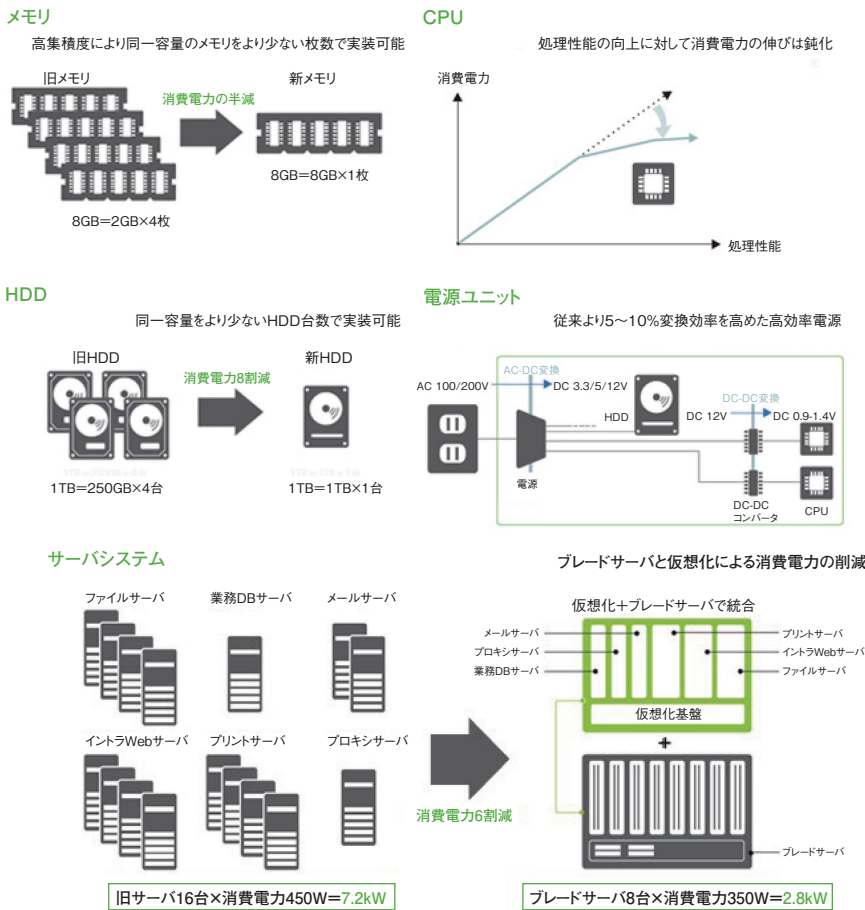 メモリ
高集積度により同一容量のメモリをより少ない枚数で実装可能
旧メモリ
消費電力の半減
新メモリ
8GB=2GB×4枚
8GB=8GB×1枚
CPU
処理性能の向上に対して消費電力の伸びは鈍化
消費電力
処理性能
HDD
同一容量をより少ないHDD台数で実装可能
旧HDD
消費電力8割減
新HDD
1TB=250GB×4台
1TB=1TB×1台
電源ユニット
従来より5〜10%変換効率を高めた高効率電源
AC-DC変換
AC 100/200V
DC 3.3/5/12V
DC-DC変換
HDD
DC 12V
DC 0.9-1.4V
電源
DC-DC
コンバータ
CPU
サーバシステム
ブレードサーバと仮想化による消費電力の削減
ファイルサーバ
業務DBサーバ
メールサーバ
イントラWebサーバ
プリントサーバ
プロキシサーバ
消費電力6割減
仮想化+ブレードサーバで統合
メールサーバ
プロキシサーバ
業務DBサーバ
プリントサーバ
イントラWebサーバ
ファイルサーバ
仮想化基盤
+
ブレードサーバ
旧サーバ16台×消費電力450W=7.2kW
ブレードサーバ8台×消費電力350W=2.8kW